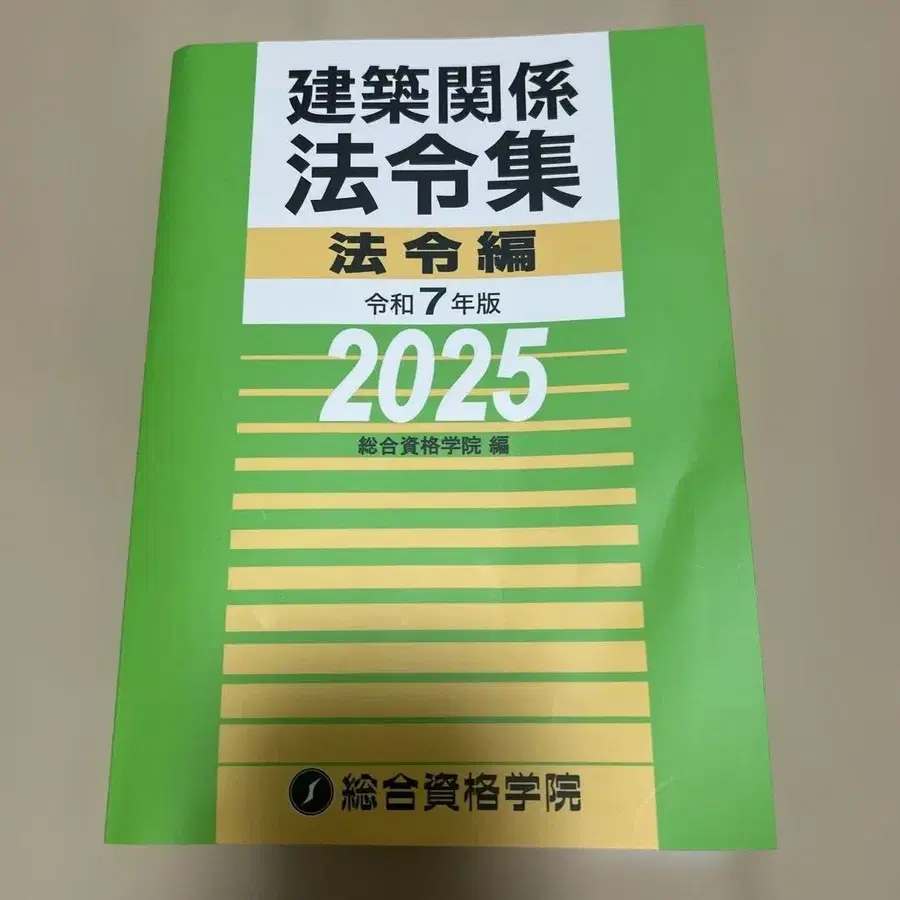 建築関係
法令集
法令編
令和7年版
2025
総合資格学院 編
総合資格学院